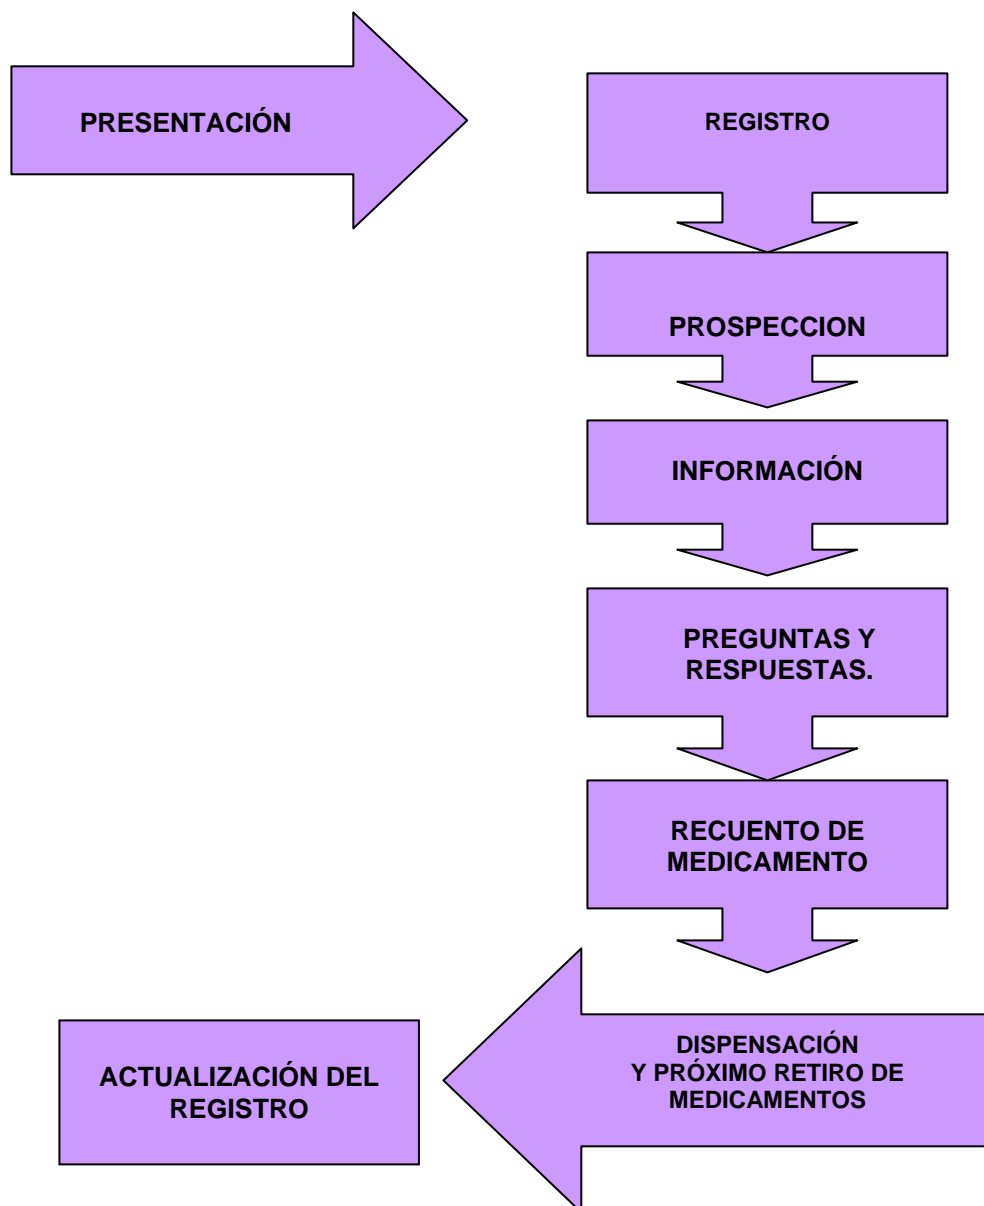 PRESENTACIÓN
REGISTRO
PROSPECCION
INFORMACIÓN
PREGUNTAS Y
RESPUESTAS.
RECUENTO DE
MEDICAMENTO
DISPENSACIÓN
Y PRÓXIMO RETIRO DE
MEDICAMENTOS
ACTUALIZACIÓN DEL
REGISTRO